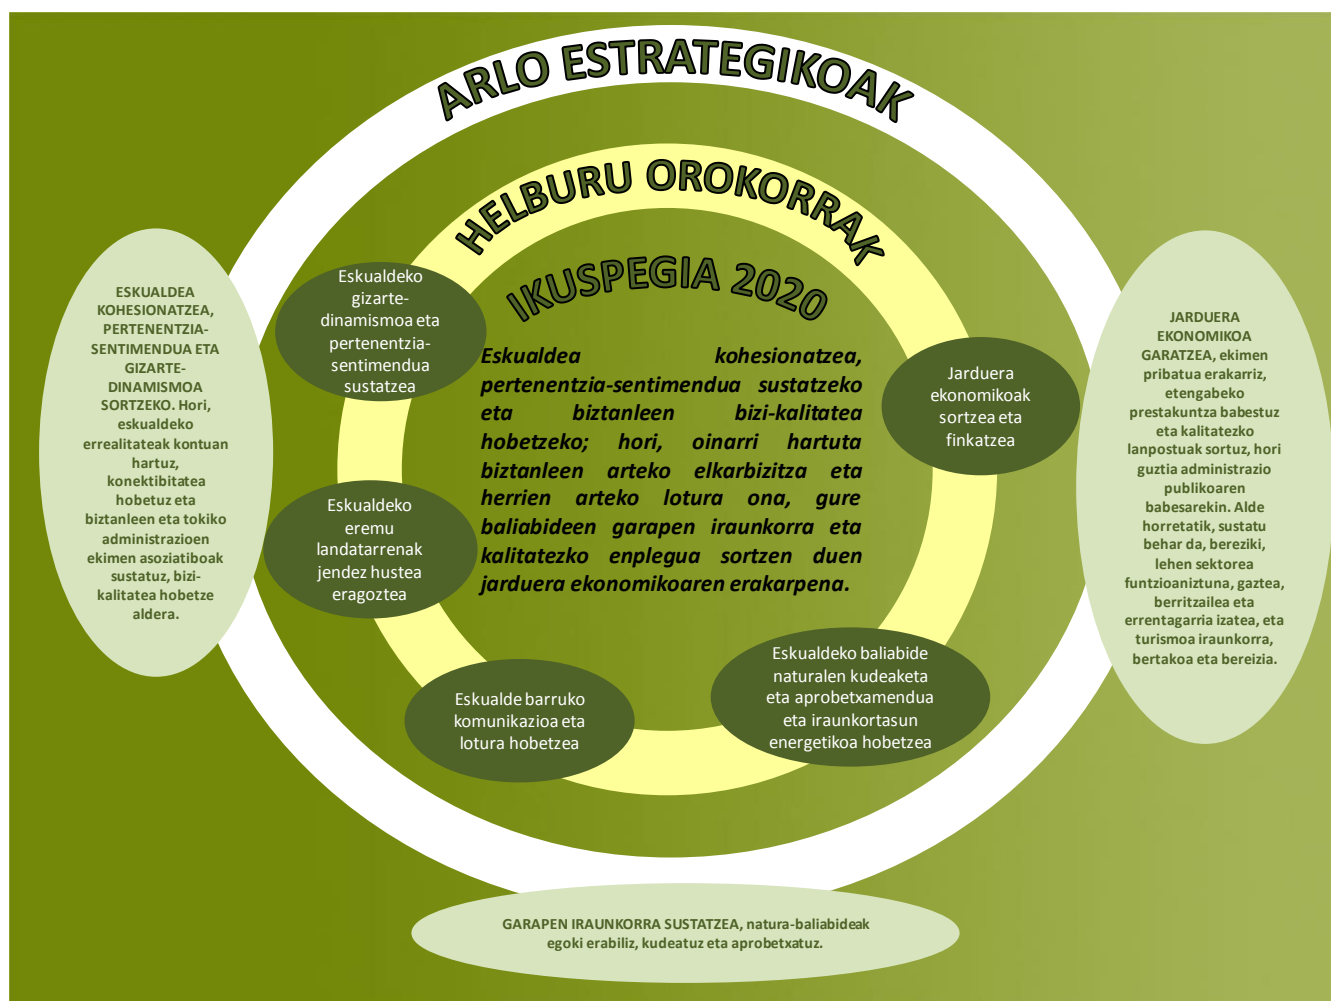 ARLO ESTRATEGIKOAK
HELBURU OROKORRAK
IKUSPEGIA 2020
Eskualdea kohesionatzea,
pertenentzia-sentimendua sustatzeko
eta biztanleen bizi-kalitatea
hobetzeko; hori, oinarri hartuta
biztanleen arteko elkarbizitza eta
herrien arteko lotura ona, gure
baliabideen garapen iraunkorra eta
kalitatezko enplegua sortzen duen
jarduera ekonomikoaren erakarpena.
Eskualdeko
gizarte-
dinamismoa eta
pertenentzia-
sentimendua
sustatzea
Jarduera
ekonomikoak
sortzea eta
finkatzea
Eskualdeko
eremu
landatarrenak
jendez hustea
eragoztea
Eskualde barruko
komunikazioa eta
lotura hobetzea
Eskualdeko baliabide
naturalen kudeaketa
eta aprobetxamendua
eta iraunkortasun
energetikoa hobetzea
ESKUALDEA
KOHESIONATZEA,
PERTENENTZIA-
SENTIMENDUA ETA
GIZARTE-
DINAMISMOA
SORTZEKO. Hori,
eskualdeko
errealitateak kontuan
hartuz,
konektibitatea
hobetuz eta
biztanleen eta tokiko
administrazioen
ekimen asoziatiboak
sustatuz, bizi-
kalitatea hobetze
aldera.
JARDUERA
EKONOMIKOA
GARATZEA, ekimen
pribatua erakarriz,
etengabeko
prestakuntza babestuz
eta kalitatezko
lanpostuak sortuz, hori
guztia administrazio
publikoaren
babesarekin. Alde
horretatik, sustatu
behar da, bereziki,
lehen sektorea
funtzioaniztuna, gaztea,
berritzailea eta
errentagarria izatea, eta
turismoa iraunkorra,
bertakoa eta bereizia.
GARAPEN IRAUNKORRA SUSTATZEA, natura-baliabideak
egoki erabiliz, kudeatuz eta aprobetxatuz.